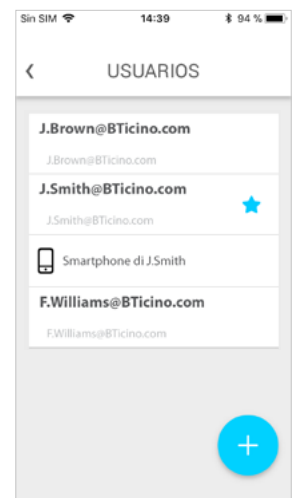 Sin SIM 14:39 94 %
USUARIOS
J.Brown@BTicino.com
J.Brown@BTicino.com
J.Smith@BTicino.com
J.Smith@BTicino.com
Smartphone di J.Smith
F.Williams@BTicino.com
F.Williams@BTicino.com